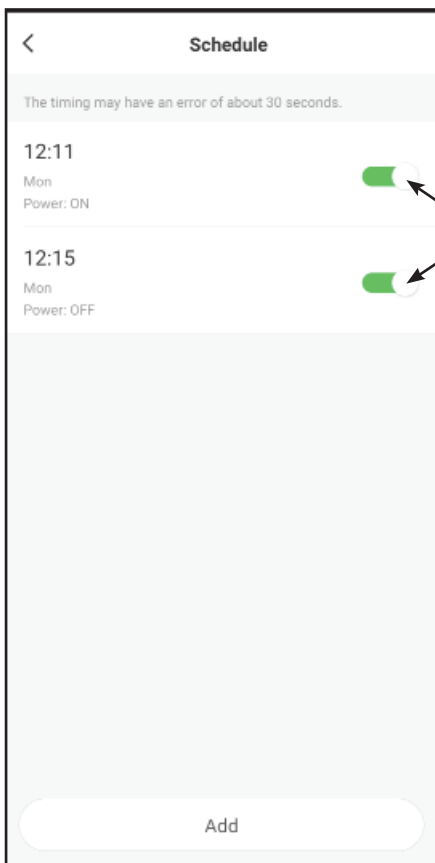 Schedule
The timing may have an error of about 30 seconds.
12:11
Mon
Power: ON
12:15
Mon
Power: OFF
Add